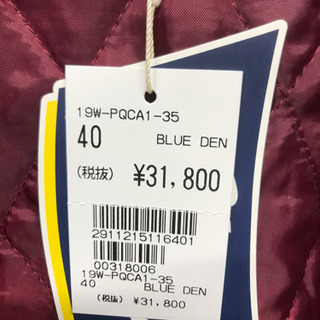 19W-PQCA1-35
40 BLUE DEN
(税抜) ¥31,800
2911215116401
00318006
19W-PQCA1-35
40 BLUE DEN
(税抜) ¥31,800